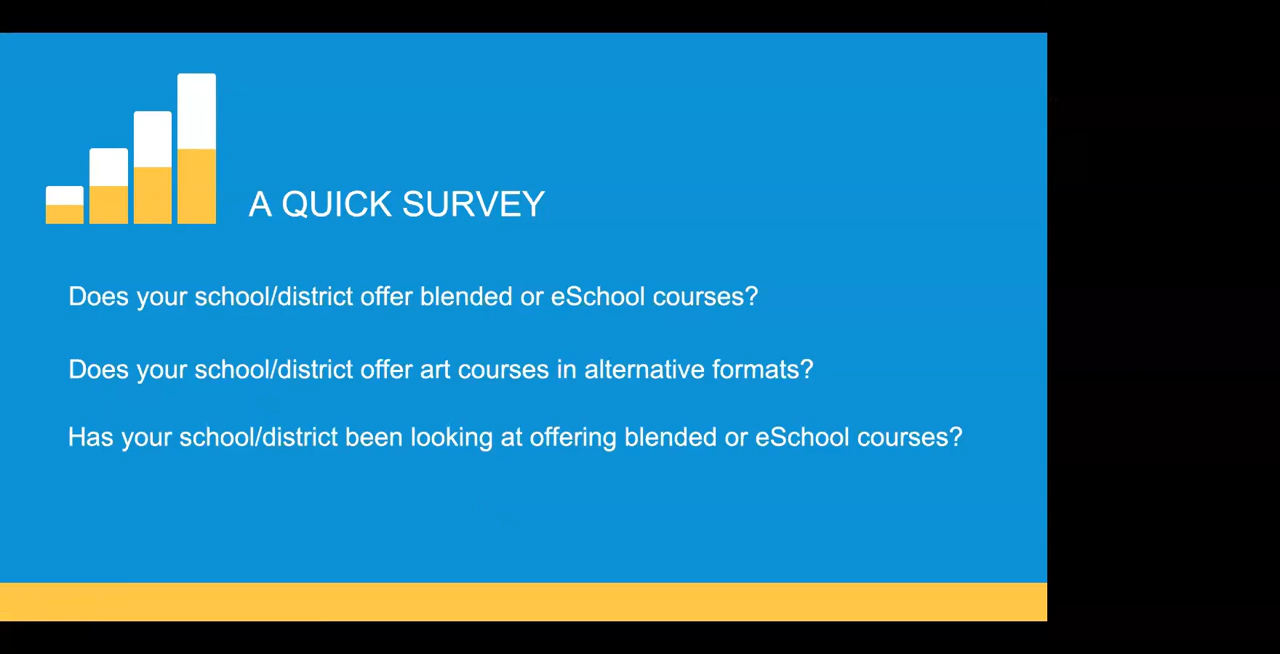 A QUICK SURVEY
Does your school/district offer blended or eSchool courses?
Does your school/district offer art courses in alternative formats?
Has your school/district been looking at offering blended or eSchool courses?